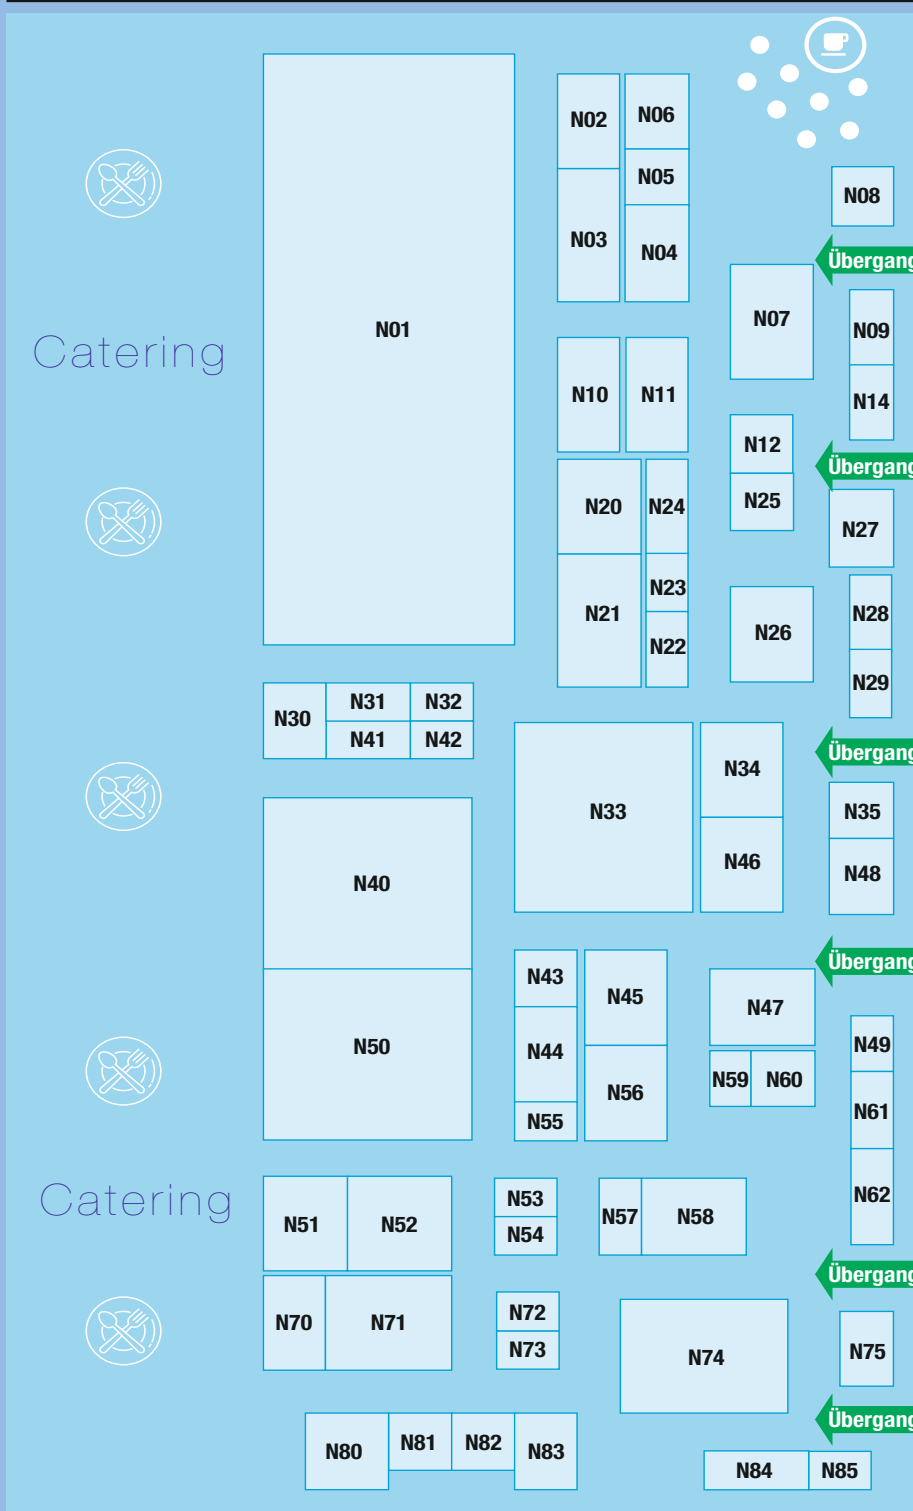 N02
N06
N05
N08
N03
N04
Übergang
N07
N01
N09
Catering
N10
N11
N14
N12
Übergang
N20
N24
N25
N27
N23
N21
N28
N26
N22
N29
N31
N32
N30
N41
N42
Übergang
N34
N33
N35
N46
N48
N40
Übergang
N43
N45
N47
N44
N49
N50
N59
N60
N56
N61
N55
N62
Catering
N53
N51
N52
N57
N58
N54
Übergang
N72
N70
N71
N73
N74
N75
Übergang
N81
N82
N80
N83
N84
N85